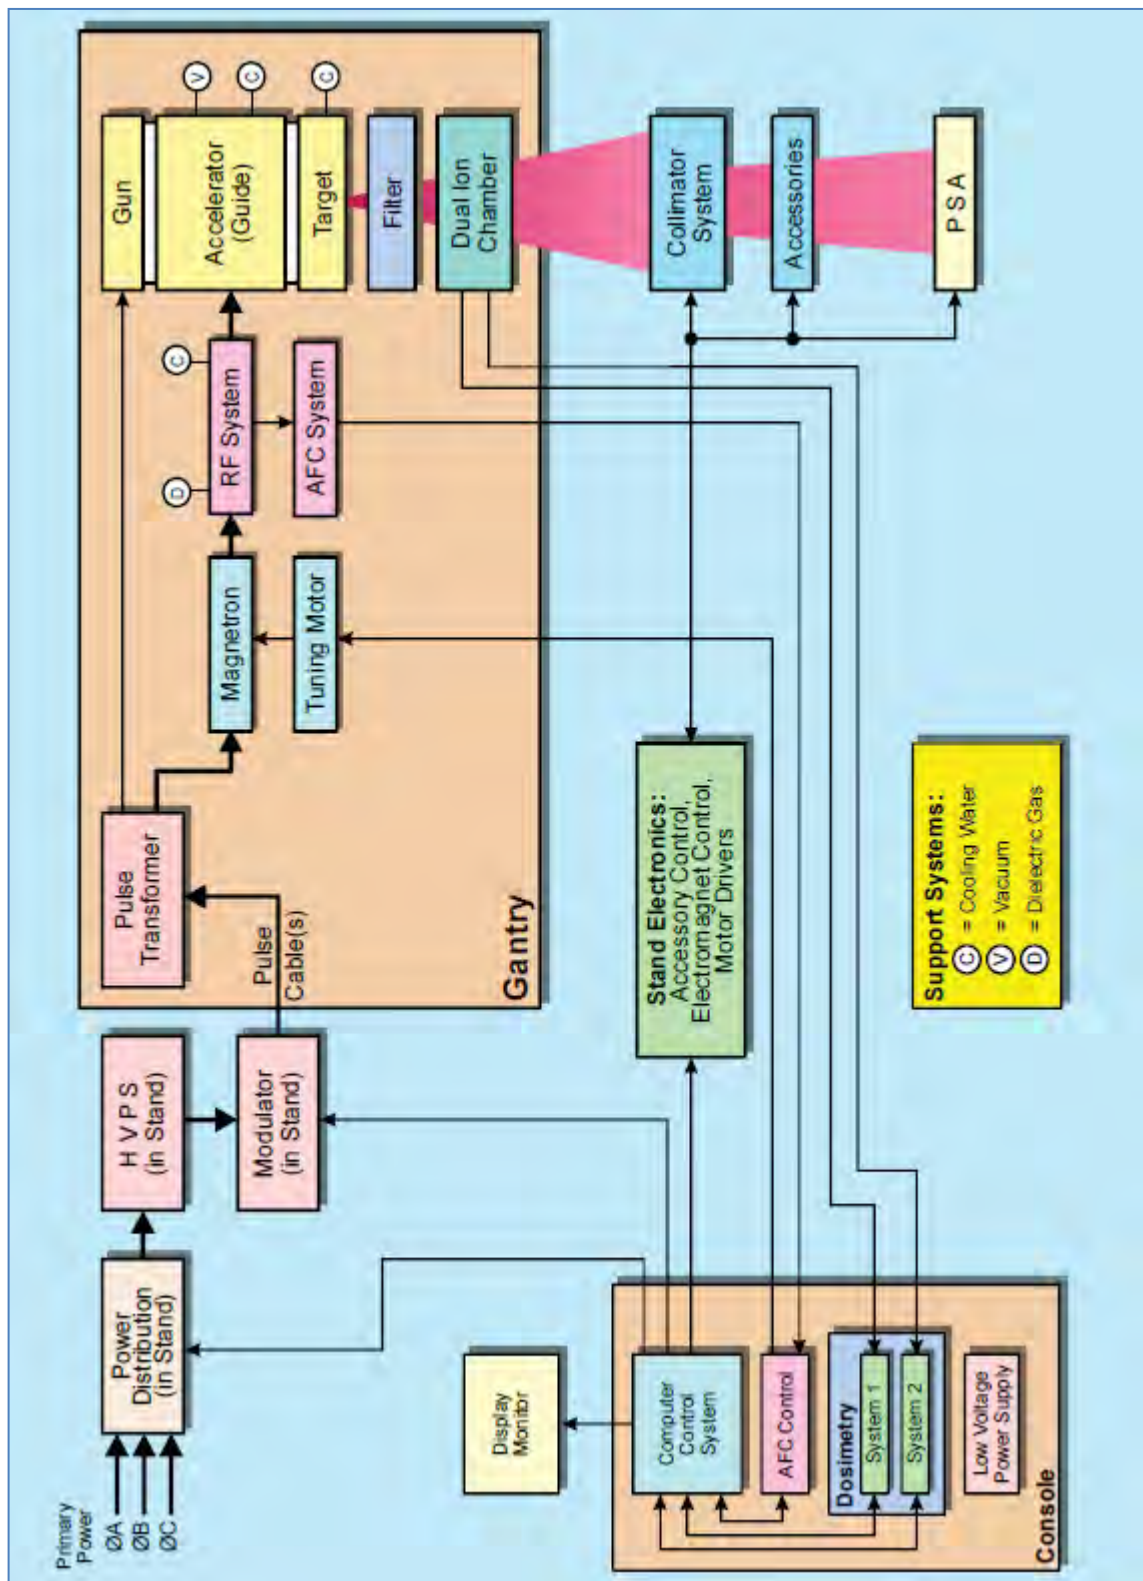 Primary
Power
ØA
ØB
ØC
Power
Distribution
(in Stand)
H V P S
(in Stand)
Modulator
(in Stand)
Pulse
Cable(s)
Pulse
Transformer
Gun
Accelerator
(Guide)
Target
V
C
C
Magnetron
Tuning Motor
RF System
D
C
AFC System
Filter
Dual Ion
Chamber
Gantry
Collimator
System
Accessories
P S A
Stand Electronics:
Accessory Control,
Electromagnet Control,
Motor Drivers
Display
Monitor
Computer
Control
System
AFC Control
Dosimetry
System 1
System 2
Low Voltage
Power Supply
Console
Support Systems:
C = Cooling Water
V = Vacuum
D = Dielectric Gas